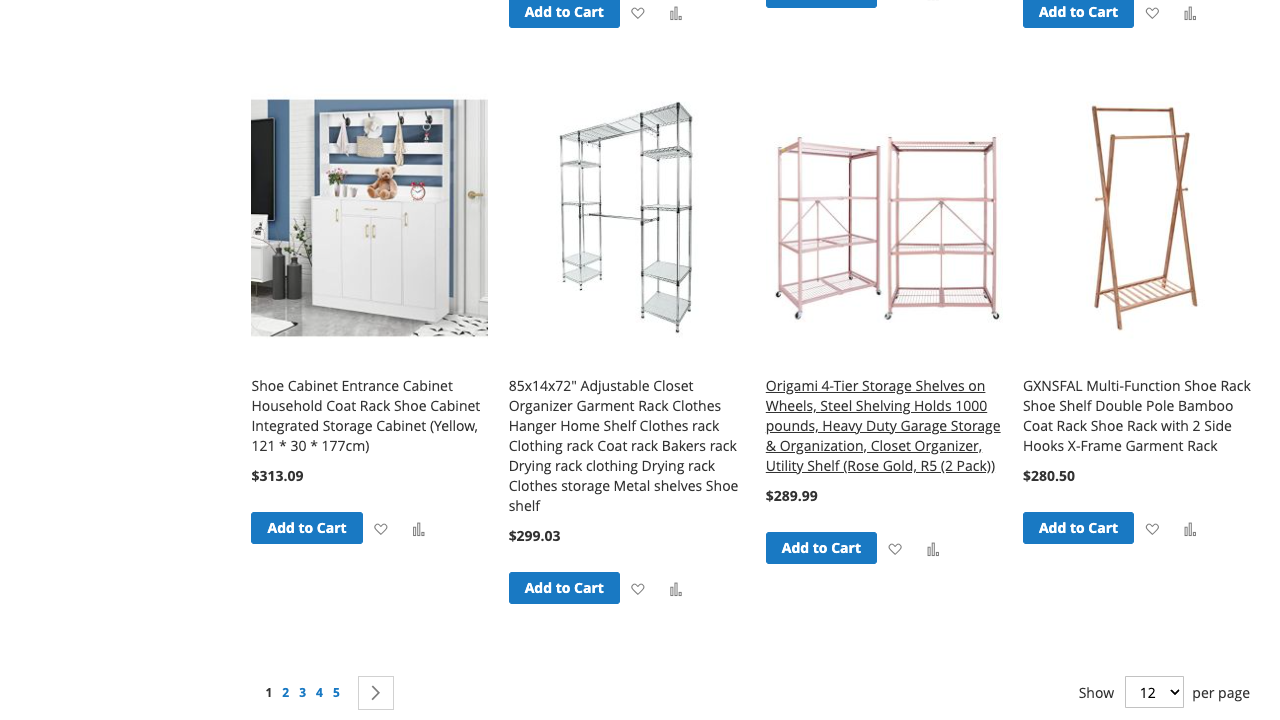 Add to Cart
Add to Cart
Shoe Cabinet Entrance Cabinet
Household Coat Rack Shoe Cabinet
Integrated Storage Cabinet (Yellow,
121 * 30 * 177cm)
$313.09
Add to Cart
85x14x72" Adjustable Closet
Organizer Garment Rack Clothes
Hanger Home Shelf Clothes rack
Clothing rack Coat rack Bakers rack
Drying rack clothing Drying rack
Clothes storage Metal shelves Shoe
shelf
$299.03
Add to Cart
Origami 4-Tier Storage Shelves on
Wheels, Steel Shelving Holds 1000
pounds, Heavy Duty Garage Storage
& Organization, Closet Organizer,
Utility Shelf (Rose Gold, R5 (2 Pack))
$289.99
Add to Cart
GXNSFAL Multi-Function Shoe Rack
Shoe Shelf Double Pole Bamboo
Coat Rack Shoe Rack with 2 Side
Hooks X-Frame Garment Rack
$280.50
Add to Cart
1 2 3 4 5
Show 12 per page